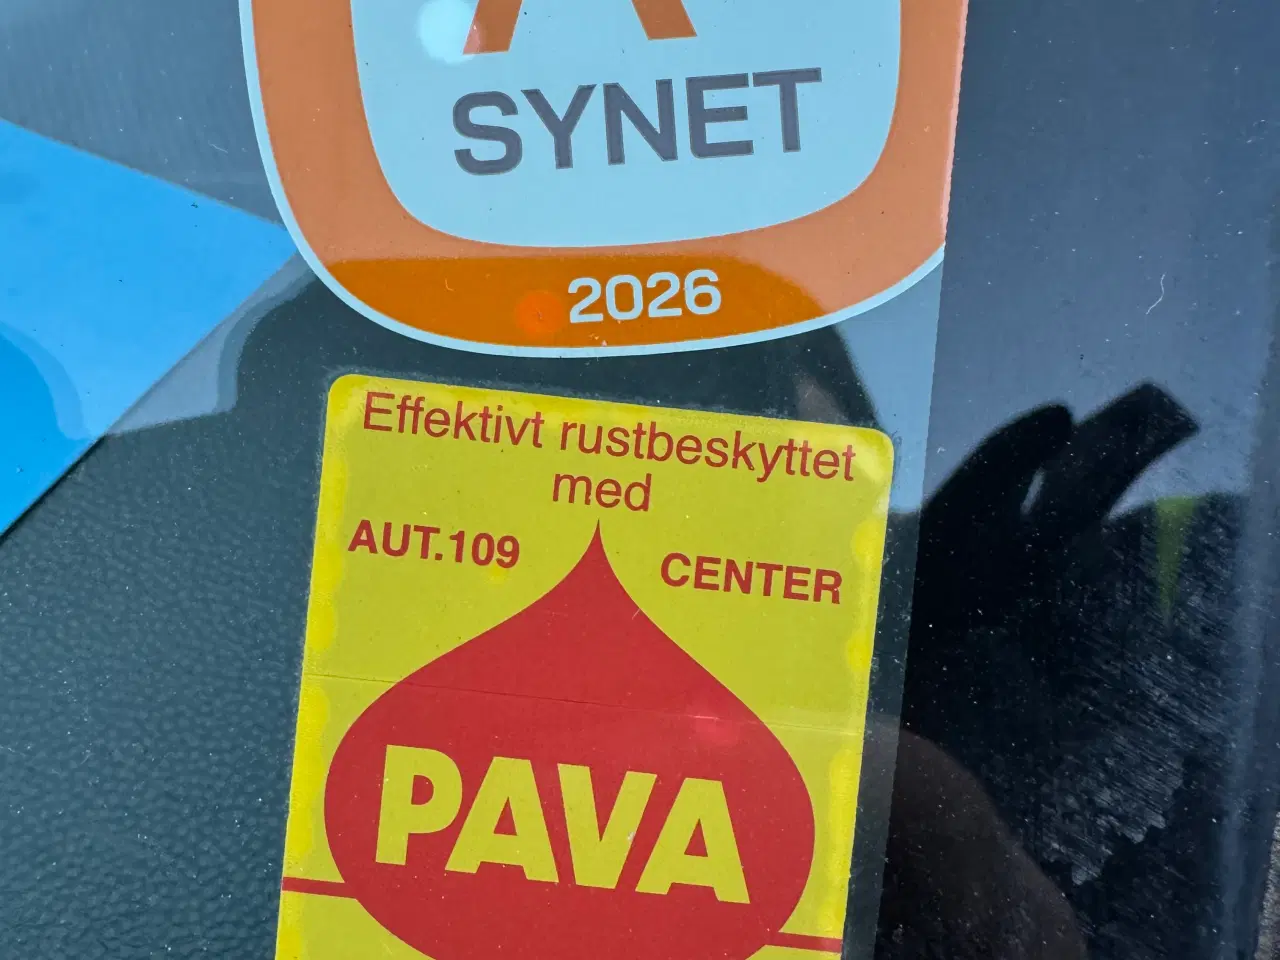 SYNET
2026
Effektivt rustbeskyttet
med
AUT.109 CENTER
PAVA